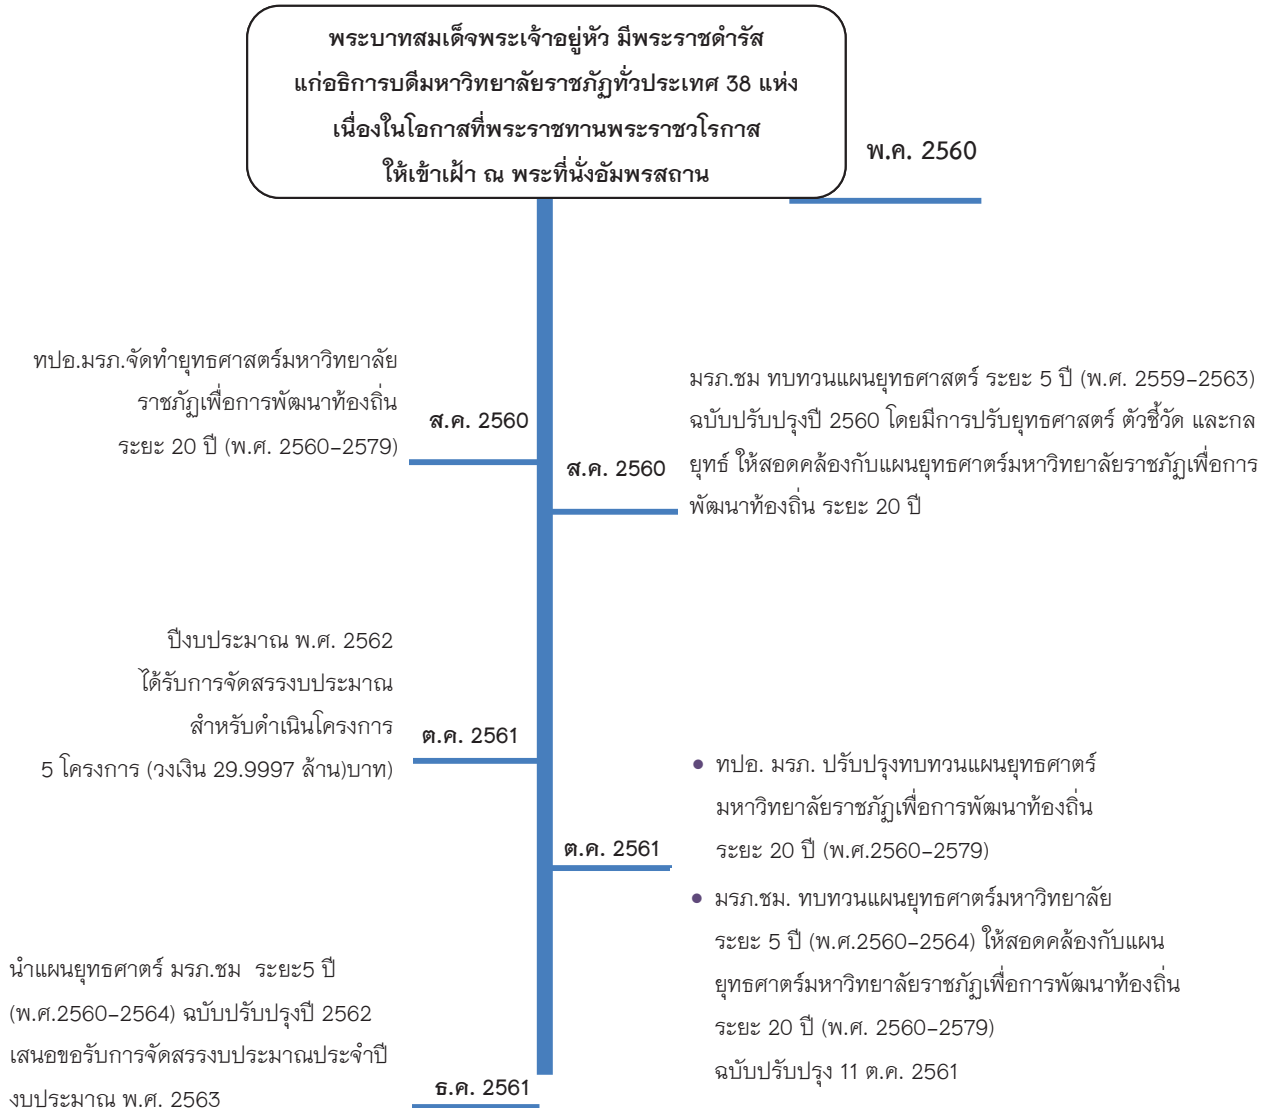 พระบาทสมเด็จพระเจ้าอยู่หัว มีพระราชดำรัส
แก่อธิการบดีมหาวิทยาลัยราชภัฏทั่วประเทศ 38 แห่ง
เนื่องในโอกาสที่พระราชทานพระราชวโรกาส
ให้เข้าเฝ้า ณ พระที่นั่งอัมพรสถาน
พ.ค. 2560
ทปอ.มรภ.จัดทำยุทธศาสตร์มหาวิทยาลัย
ราชภัฏเพื่อการพัฒนาท้องถิ่น
ระยะ 20 ปี (พ.ศ. 2560-2579)
ส.ค. 2560
ส.ค. 2560
มรภ.ชม ทบทวนแผนยุทธศาสตร์ ระยะ 5 ปี (พ.ศ. 2559-2563)
ฉบับปรับปรุงปี 2560 โดยมีการปรับยุทธศาสตร์ ตัวชี้วัด และกล
ยุทธ์ ให้สอดคล้องกับแผนยุทธศาตร์มหาวิทยาลัยราชภัฏเพื่อการ
พัฒนาท้องถิ่น ระยะ 20 ปี
ปีงบประมาณ พ.ศ. 2562
ได้รับการจัดสรรงบประมาณ
สำหรับดำเนินโครงการ
5 โครงการ (วงเงิน 29.9997 ล้าน)บาท)
ต.ค. 2561
ต.ค. 2561
• ทปอ. มรภ. ปรับปรุงทบทวนแผนยุทธศาตร์
มหาวิทยาลัยราชภัฏเพื่อการพัฒนาท้องถิ่น
ระยะ 20 ปี (พ.ศ.2560-2579)
• มรภ.ชม. ทบทวนแผนยุทธศาตร์มหาวิทยาลัย
ระยะ 5 ปี (พ.ศ.2560-2564) ให้สอดคล้องกับแผน
ยุทธศาตร์มหาวิทยาลัยราชภัฏเพื่อการพัฒนาท้องถิ่น
ระยะ 20 ปี (พ.ศ. 2560-2579)
ฉบับปรับปรุง 11 ต.ค. 2561
นำแผนยุทธศาตร์ มรภ.ชม ระยะ5 ปี
(พ.ศ.2560-2564) ฉบับปรับปรุงปี 2562
เสนอขอรับการจัดสรรงบประมาณประจำปี
งบประมาณ พ.ศ. 2563
ธ.ค. 2561